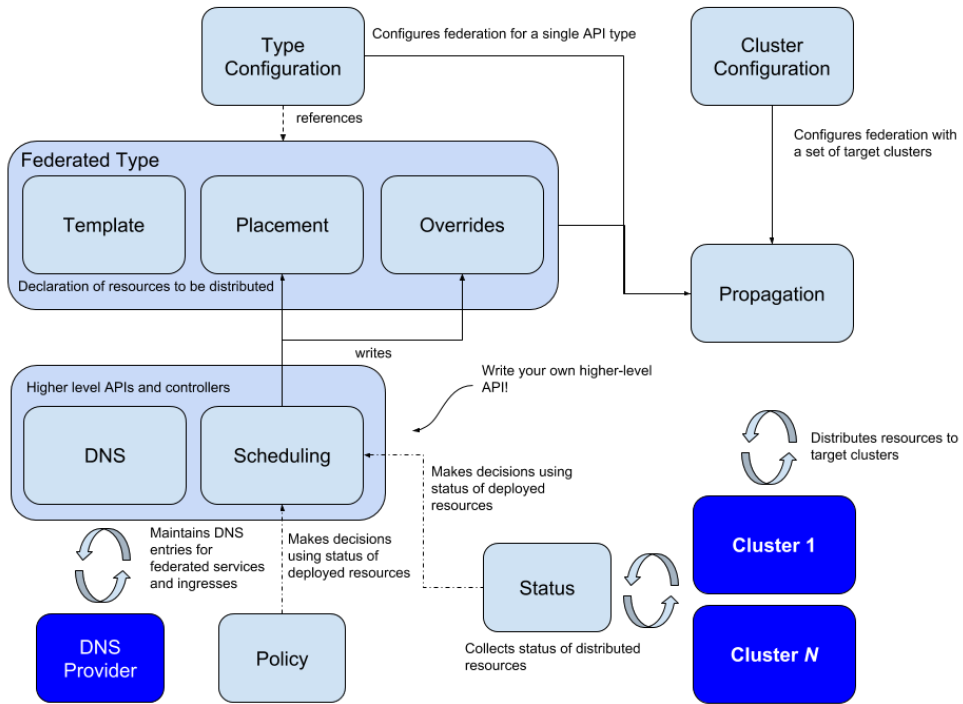 Type
Configuration
Configures federation for a single API type
Cluster
Configuration
references
Configures federation with
a set of target clusters
Federated Type
Template
Placement
Overrides
Declaration of resources to be distributed
Propagation
writes
Higher level APIs and controllers
Write your own higher-level
API!
DNS
Scheduling
Makes decisions using
status of deployed
resources
Distributes resources to
target clusters
Maintains DNS
entries for
federated services
and ingresses
Makes decisions
using status of
deployed resources
Cluster 1
Status
Collects status of distributed
resources
DNS
Provider
Policy
Cluster N